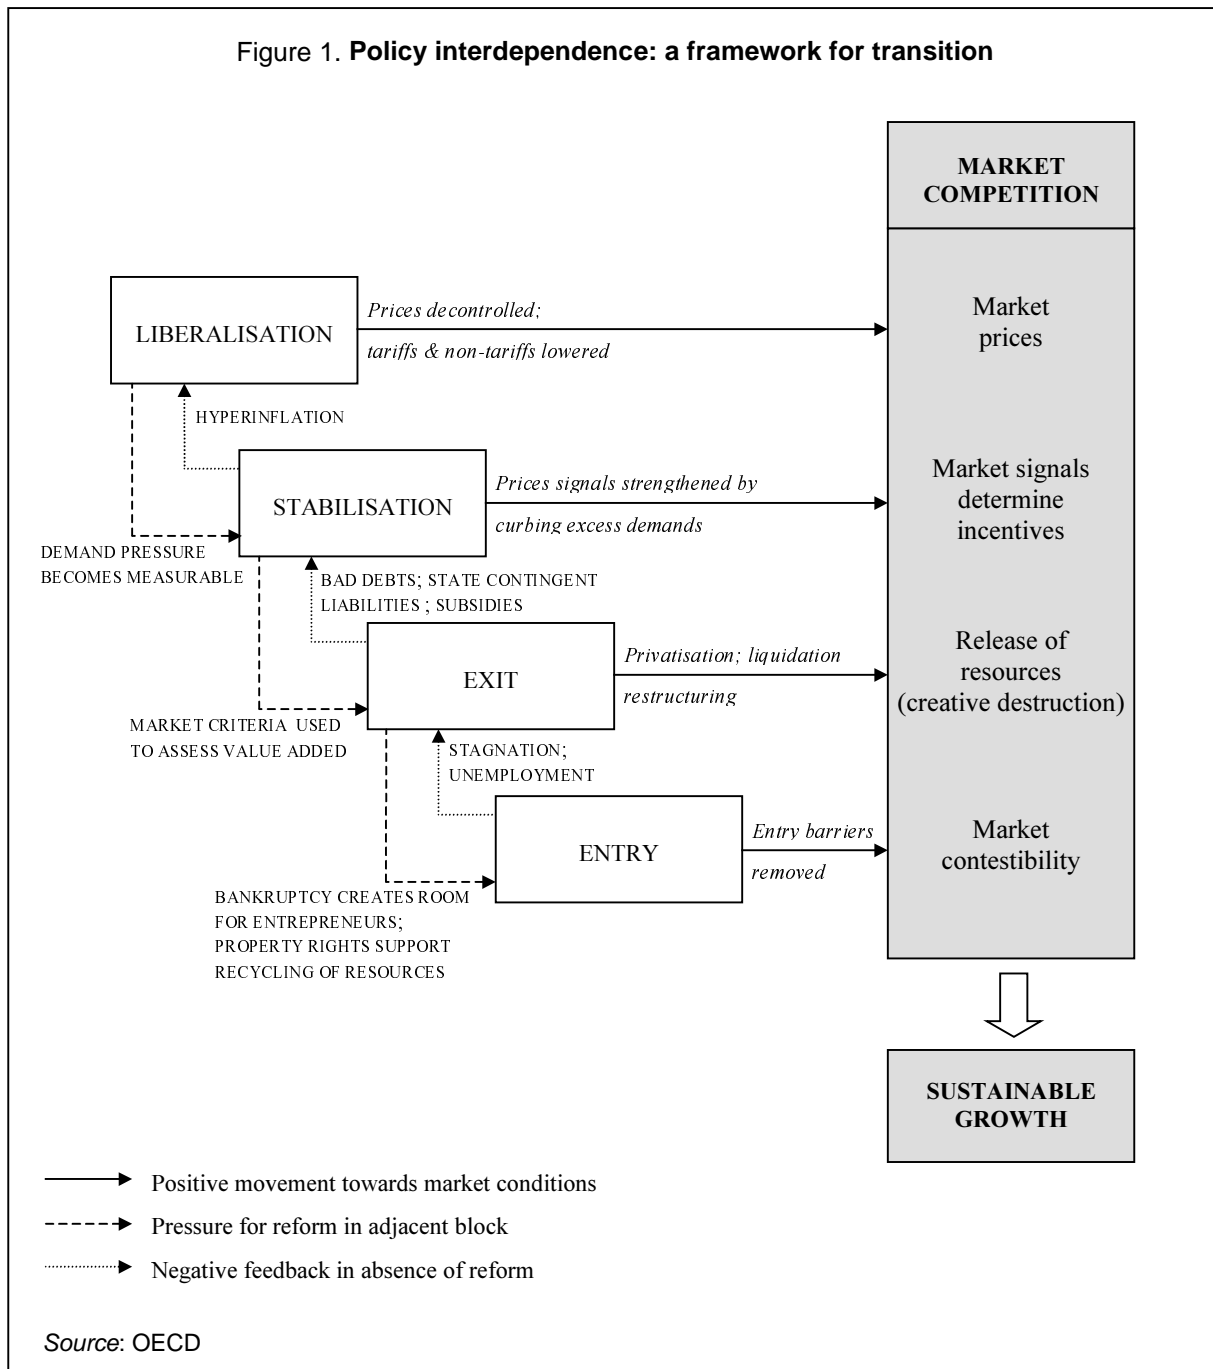 Figure 1. Policy interdependence: a framework for transition
MARKET
COMPETITION
LIBERALISATION
Prices decontrolled;
tariffs & non-tariffs lowered
Market
prices
HYPERINFLATION
STABILISATION
Prices signals strengthened by
curbing excess demands
Market signals
determine
incentives
DEMAND PRESSURE
BECOMES MEASURABLE
BAD DEBTS; STATE CONTINGENT
LIABILITIES ; SUBSIDIES
EXIT
Privatisation; liquidation
restructuring
Release of
resources
(creative destruction)
MARKET CRITERIA USED
TO ASSESS VALUE ADDED
STAGNATION;
UNEMPLOYMENT
ENTRY
Entry barriers
removed
Market
contestibility
BANKRUPTCY CREATES ROOM
FOR ENTREPRENEURS;
PROPERTY RIGHTS SUPPORT
RECYCLING OF RESOURCES
SUSTAINABLE
GROWTH
Positive movement towards market conditions
Pressure for reform in adjacent block
Negative feedback in absence of reform
Source: OECD